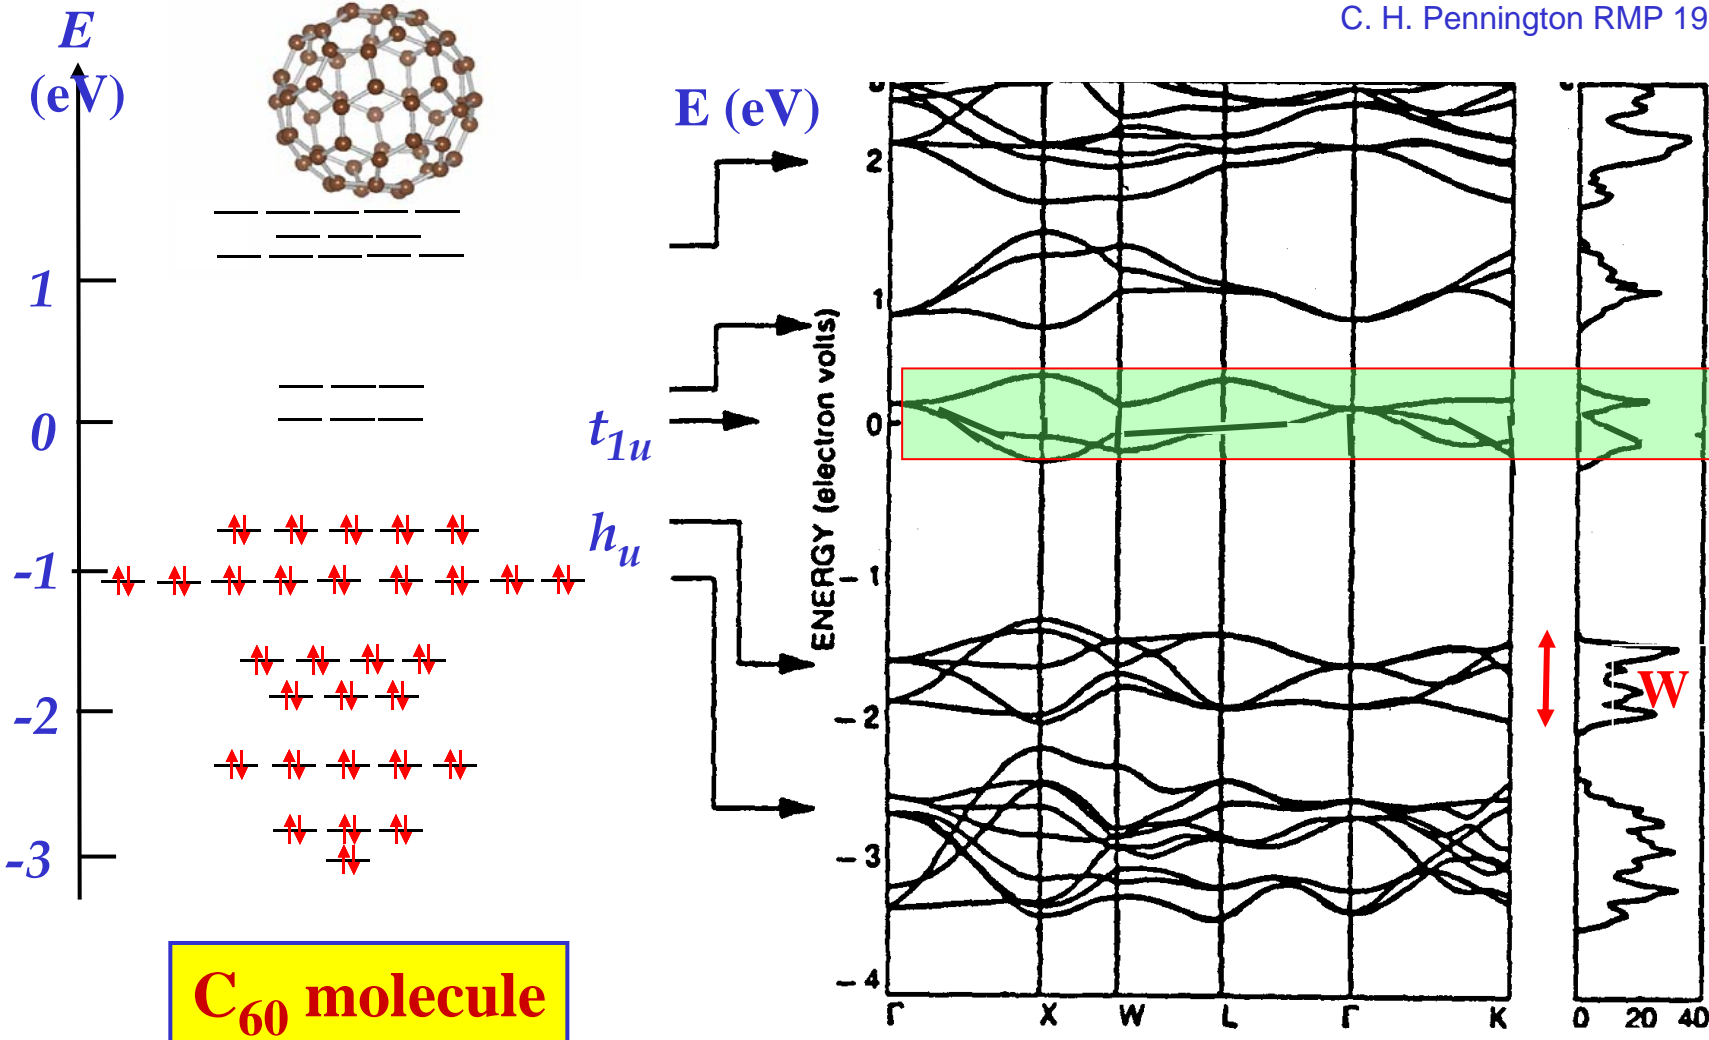 C. H. Pennington RMP 19
E
(eV)
1
0
-1
-2
-3
C60 molecule
E (eV)
t1u
hu
ENERGY (electron volts)
2
1
0
-1
-2
-3
-4
Γ X W L Γ K
W
0 20 40